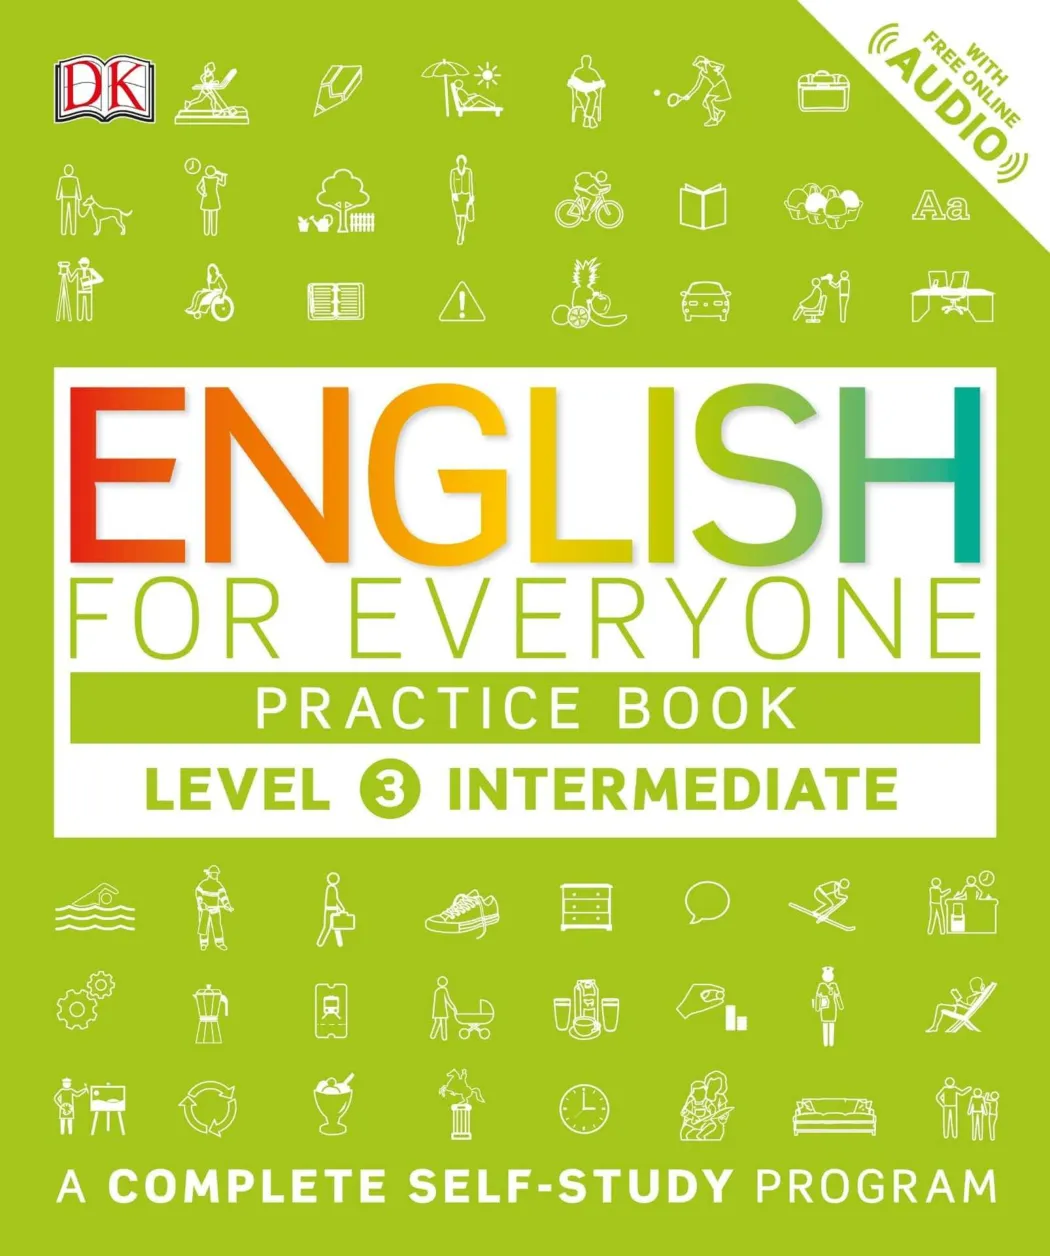 DK
WITH
FREE ONLINE
AUDIO
Aa
ENGLISH
FOR EVERYONE
PRACTICE BOOK
LEVEL 3 INTERMEDIATE
A COMPLETE SELF-STUDY PROGRAM